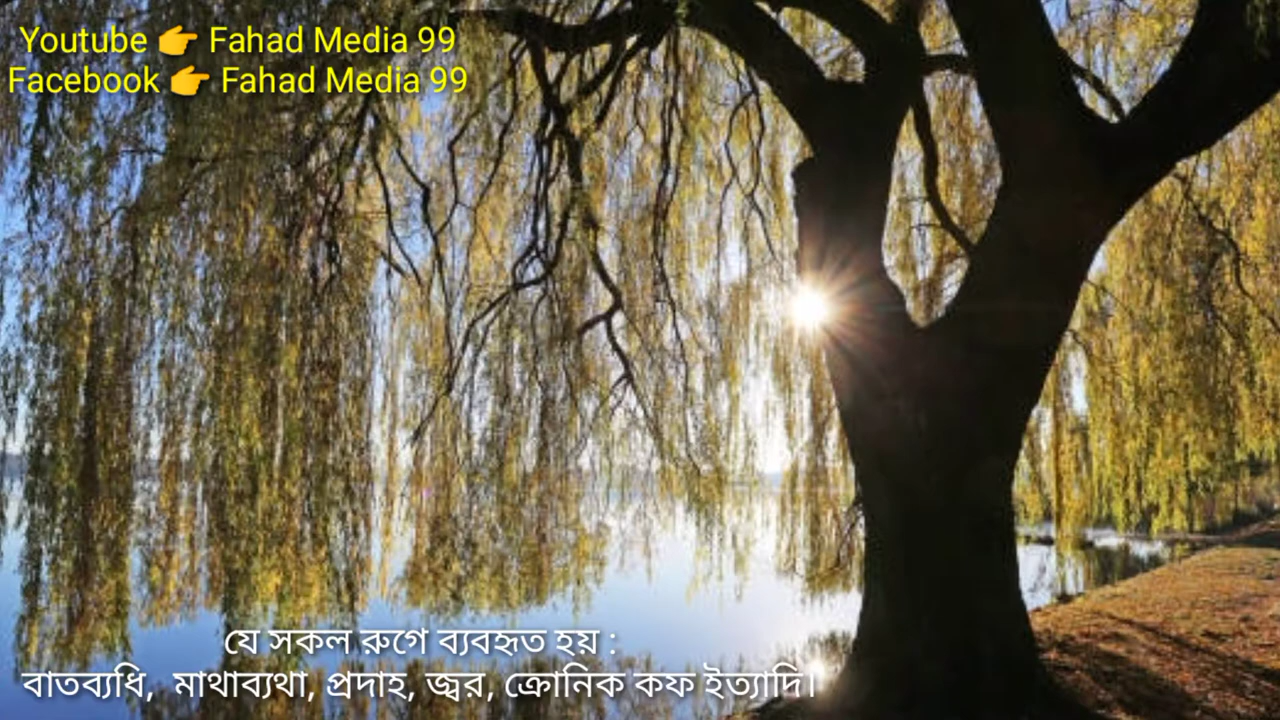 Youtube 👉 Fahad Media 99
Facebook 👉 Fahad Media 99
যে সকল রুগে ব্যবহৃত হয় :
বাতব্যধি, মাথাব্যথা, প্রদাহ, জ্বর, ক্রোনিক কফ ইত্যাদি।